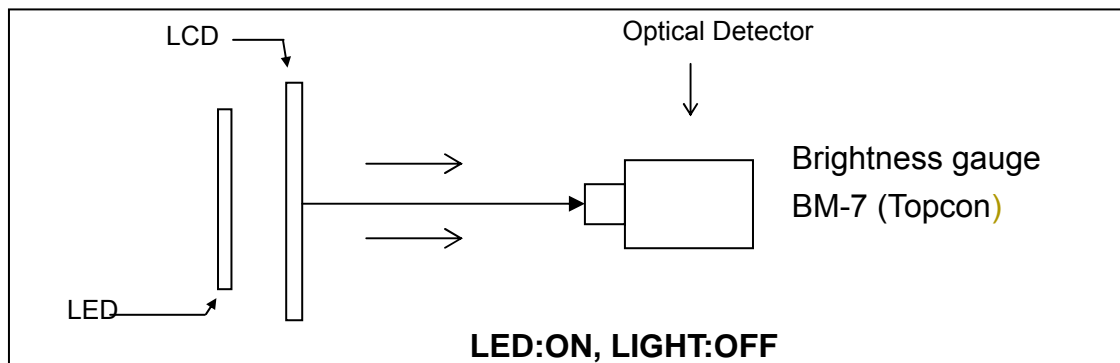 LCD
Optical Detector
Brightness gauge
BM-7 (Topcon)
LED
LED:ON, LIGHT:OFF